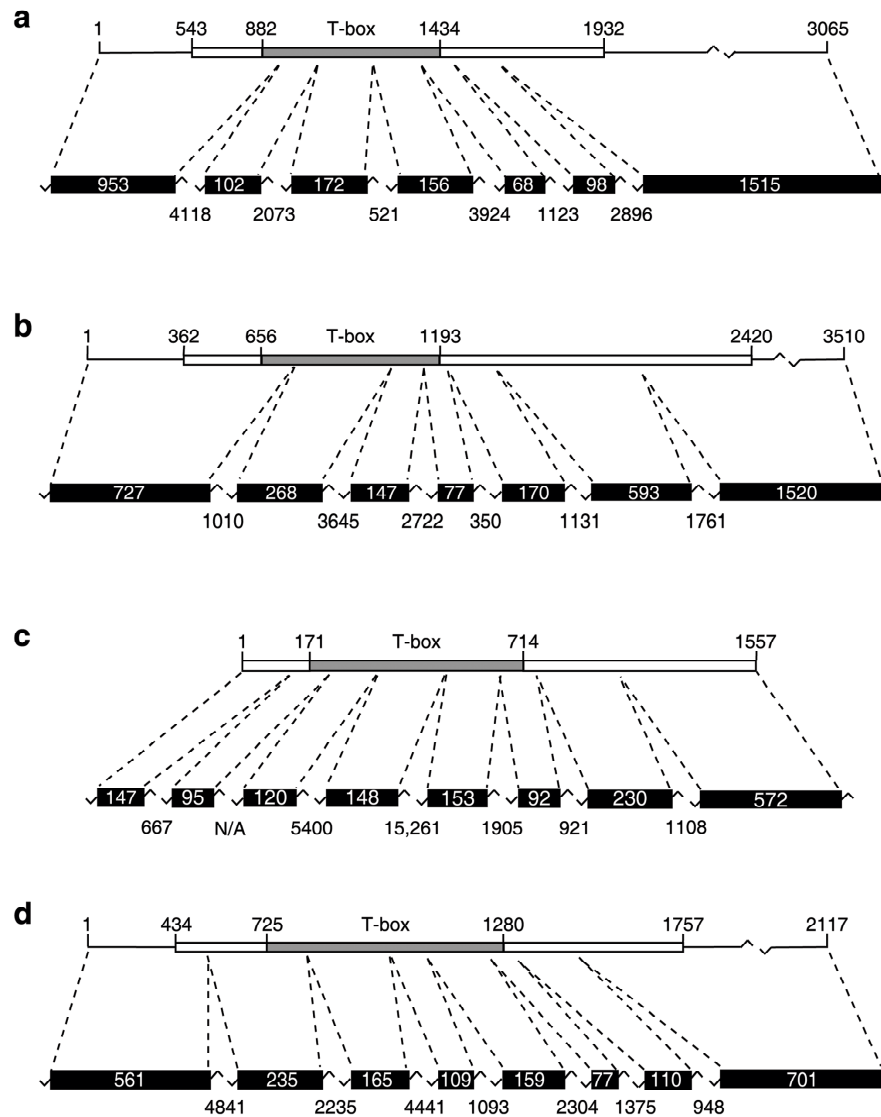 a
1 543 882 T-box 1434 1932 3065
953 102 172 156 68 98 1515
4118 2073 521 3924 1123 2896
b
1 362 656 T-box 1193 2420 3510
727 268 147 77 170 593 1520
1010 3645 2722 350 1131 1761
c
1 171 T-box 714 1557
147 95 120 148 153 92 230 572
667 N/A 5400 15,261 1905 921 1108
d
1 434 725 T-box 1280 1757 2117
561 235 165 109 159 77 110 701
4841 2235 4441 1093 2304 1375 948